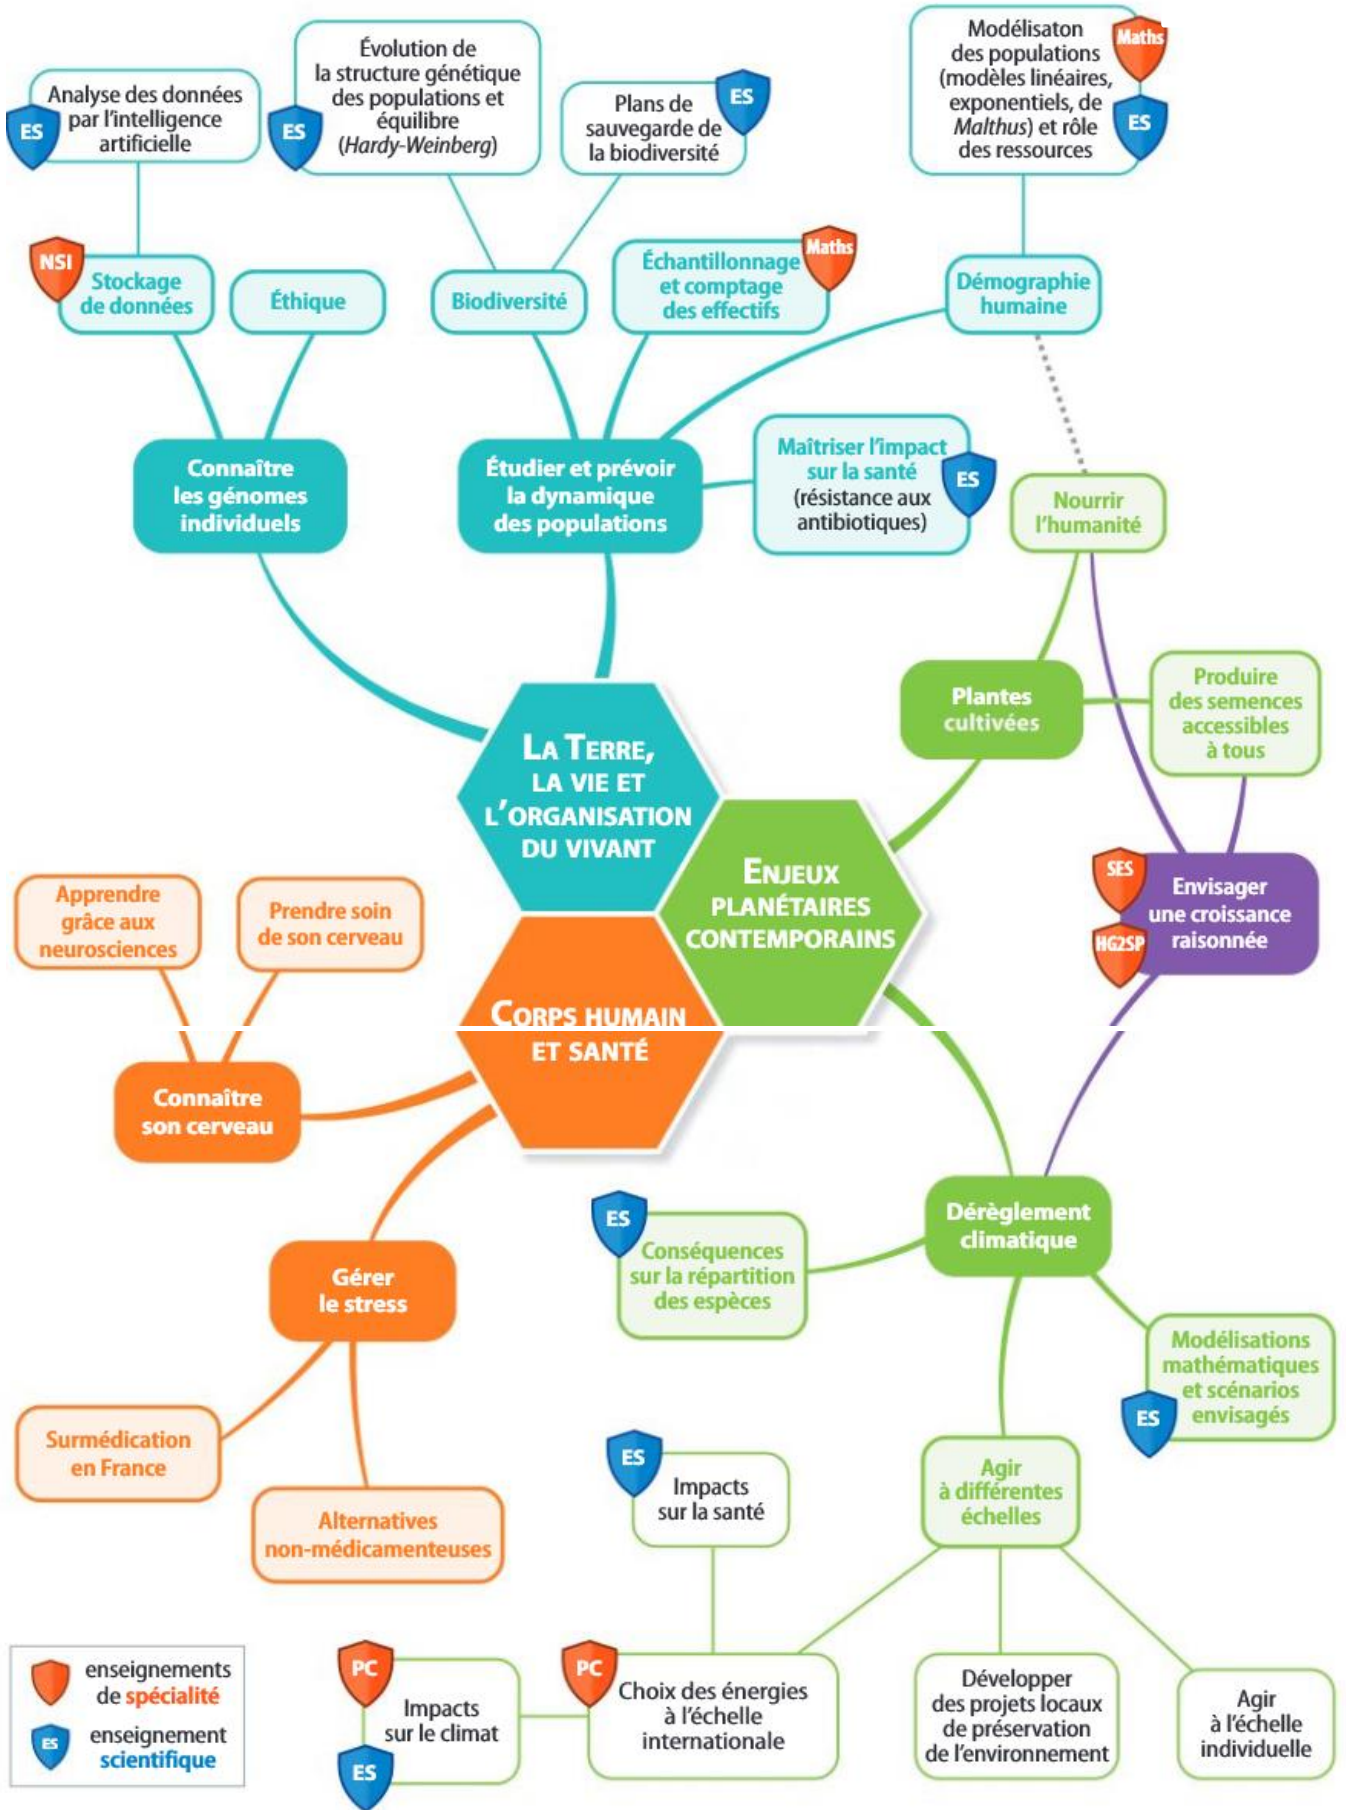 Modélisaton
des populations
(modèles linéaires,
exponentiels, de
Malthus) et rôle
des ressources
Maths
ES
Évolution de
la structure génétique
des populations et
équilibre
(Hardy-Weinberg)
ES
Analyse des données
par l'intelligence
artificielle
ES
Plans de
sauvegarde de
la biodiversité
ES
NSI
Stockage
de données
Éthique
Biodiversité
Échantillonnage
et comptage
des effectifs
Maths
Démographie
humaine
Connaître
les génomes
individuels
Étudier et prévoir
la dynamique
des populations
Maîtriser l'impact
sur la santé
(résistance aux
antibiotiques)
ES
Nourrir
l'humanité
Plantes
cultivées
Produire
des semences
accessibles
à tous
LA TERRE,
LA VIE ET
L'ORGANISATION
DU VIVANT
ENJEUX
PLANÉTAIRES
CONTEMPORAINS
SES
HG2SP
Envisager
une croissance
raisonnée
Apprendre
grâce aux
neurosciences
Prendre soin
de son cerveau
CORPS HUMAIN
ET SANTÉ
Connaître
son cerveau
Dérèglement
climatique
ES
Conséquences
sur la répartition
des espèces
Gérer
le stress
Modélisations
mathématiques
et scénarios
envisagés
ES
Surmédication
en France
Alternatives
non-médicamenteuses
ES
Impacts
sur la santé
Agir
à différentes
échelles
enseignements
de spécialité
ES
enseignement
scientifique
PC
Impacts
sur le climat
ES
PC
Choix des énergies
à l'échelle
internationale
Développer
des projets locaux
de préservation
de l'environnement
Agir
à l'échelle
individuelle